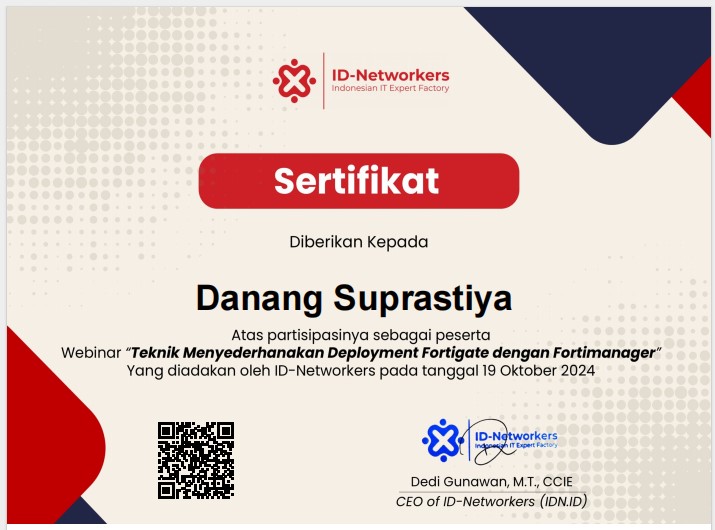 ID-Networkers
Indonesian IT Expert Factory
Sertifikat
Diberikan Kepada
Danang Suprastiya
Atas partisipasinya sebagai peserta
Webinar “Teknik Menyederhanakan Deployment Fortigate dengan Fortimanager”
Yang diadakan oleh ID-Networkers pada tanggal 19 Oktober 2024
ID-Networkers
Indonesian IT Expert Factory
Dedi Gunawan, M.T., CCIE
CEO of ID-Networkers (IDN.ID)